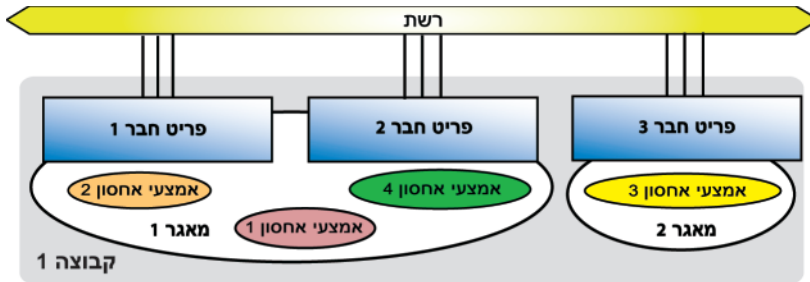 רשת
פריט חבר 1
פריט חבר 2
פריט חבר 3
אמצעי אחסון 2
אמצעי אחסון 4
אמצעי אחסון 3
מאגר 1
אמצעי אחסון 1
מאגר 2
קבוצה 1